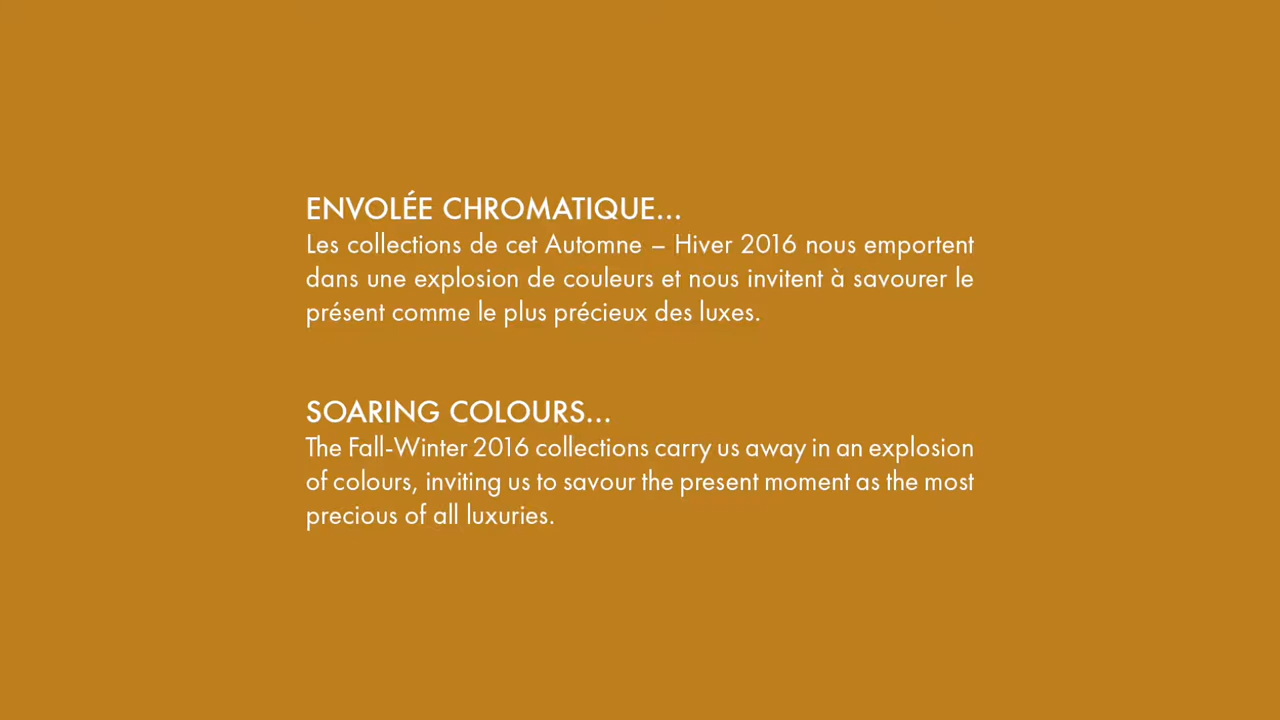 ENVOLÉE CHROMATIQUE...
Les collections de cet Automne – Hiver 2016 nous emportent
dans une explosion de couleurs et nous invitent à savourer le
présent comme le plus précieux des luxes.
SOARING COLOURS...
The Fall-Winter 2016 collections carry us away in an explosion
of colours, inviting us to savour the present moment as the most
precious of all luxuries.